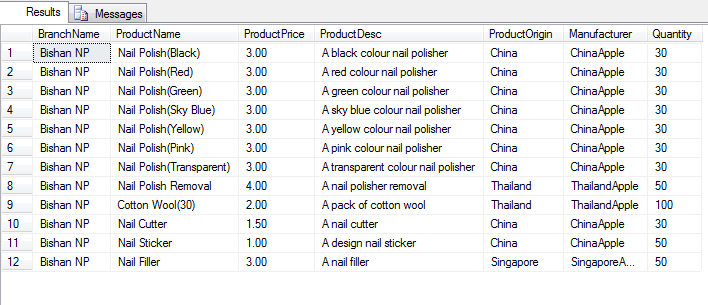 Results Messages
BranchName ProductName ProductPrice ProductDesc ProductOrigin Manufacturer Quantity
1 Bishan NP Nail Polish(Black) 3.00 A black colour nail polisher China ChinaApple 30
2 Bishan NP Nail Polish(Red) 3.00 A red colour nail polisher China ChinaApple 30
3 Bishan NP Nail Polish(Green) 3.00 A green colour nail polisher China ChinaApple 30
4 Bishan NP Nail Polish(Sky Blue) 3.00 A sky blue colour nail polisher China ChinaApple 30
5 Bishan NP Nail Polish(Yellow) 3.00 A yellow colour nail polisher China ChinaApple 30
6 Bishan NP Nail Polish(Pink) 3.00 A pink colour nail polisher China ChinaApple 30
7 Bishan NP Nail Polish(Transparent) 3.00 A transparent colour nail polisher China ChinaApple 30
8 Bishan NP Nail Polish Removal 4.00 A nail polisher removal Thailand ThailandApple 50
9 Bishan NP Cotton Wool(30) 2.00 A pack of cotton wool Thailand ThailandApple 100
10 Bishan NP Nail Cutter 1.50 A nail cutter China ChinaApple 30
11 Bishan NP Nail Sticker 1.00 A design nail sticker China ChinaApple 50
12 Bishan NP Nail Filler 3.00 A nail filler Singapore SingaporeA... 50